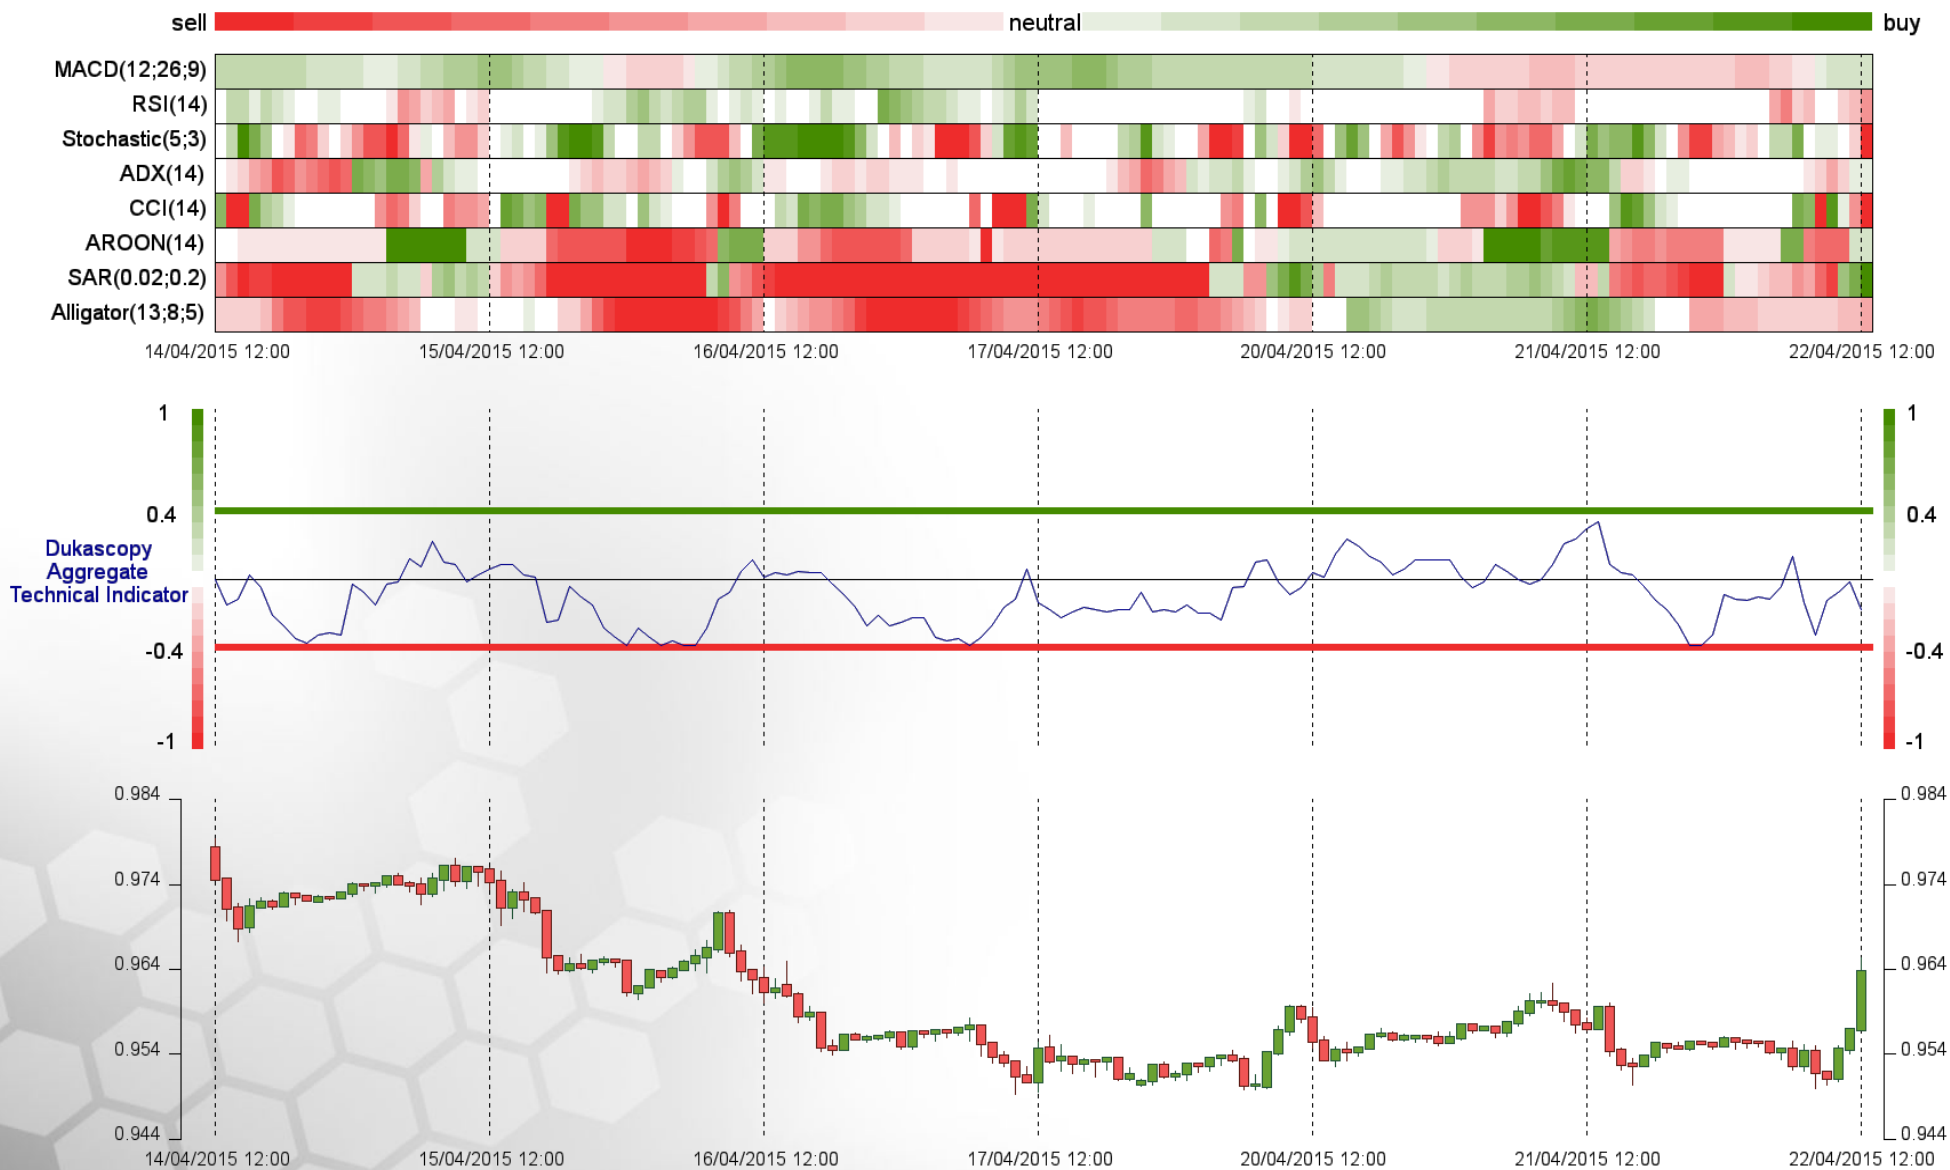 sell neutral buy
MACD(12;26;9)
RSI(14)
Stochastic(5;3)
ADX(14)
CCI(14)
AROON(14)
SAR(0.02;0.2)
Alligator(13;8;5)
14/04/2015 12:00 15/04/2015 12:00 16/04/2015 12:00 17/04/2015 12:00 20/04/2015 12:00 21/04/2015 12:00 22/04/2015 12:00
1 1
0.4 0.4
Dukascopy
Aggregate
Technical Indicator
-0.4 -0.4
-1 -1
0.984 0.984
0.974 0.974
0.964 0.964
0.954 0.954
0.944 0.944
14/04/2015 12:00 15/04/2015 12:00 16/04/2015 12:00 17/04/2015 12:00 20/04/2015 12:00 21/04/2015 12:00 22/04/2015 12:00